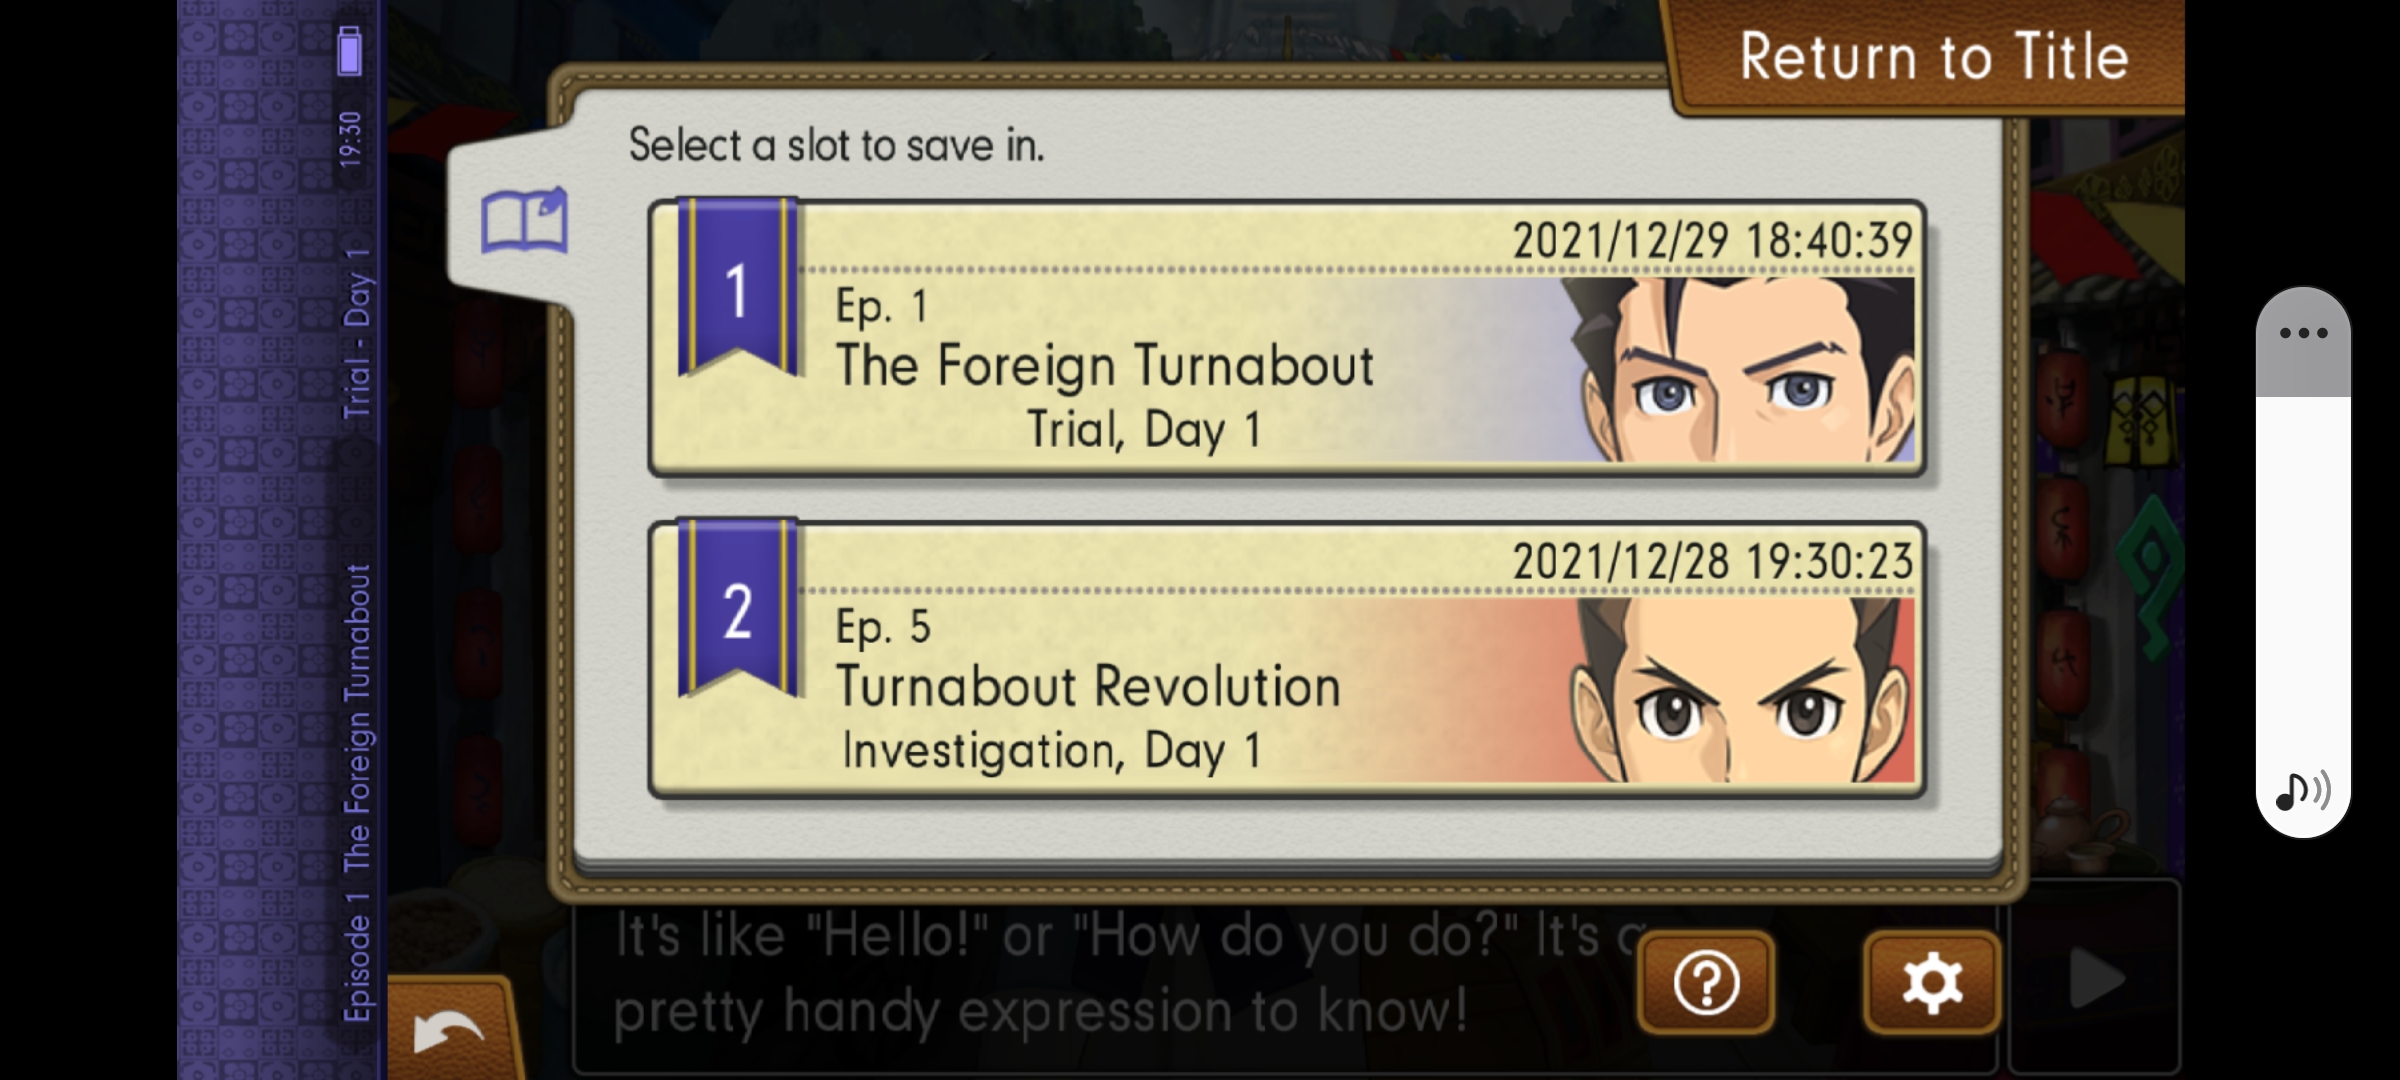 Return to Title
19:30
Episode 1 The Foreign Turnabout
Trial - Day 1
Select a slot to save in.
1
2021/12/29 18:40:39
Ep. 1
The Foreign Turnabout
Trial, Day 1
2
2021/12/28 19:30:23
Ep. 5
Turnabout Revolution
Investigation, Day 1
It's like "Hello!" or "How do you do?" It's a
pretty handy expression to know!